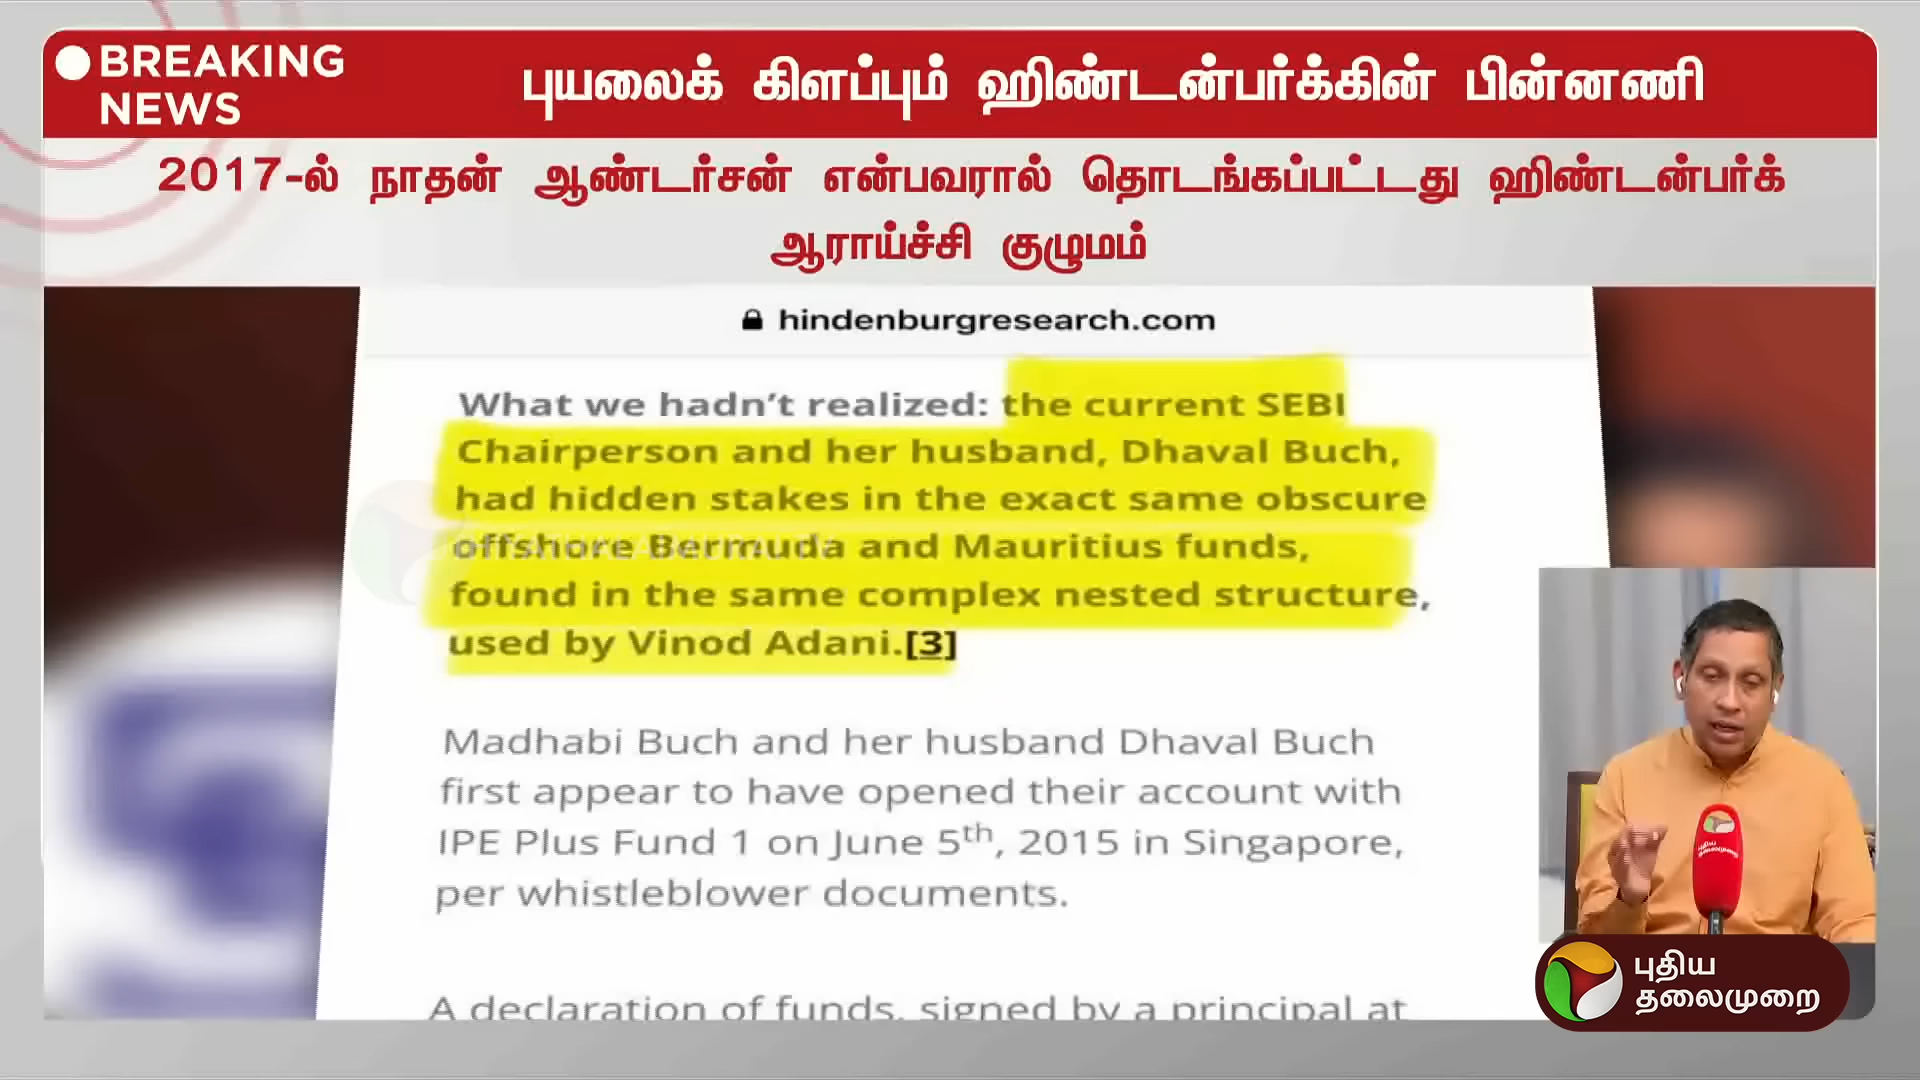 BREAKING
NEWS
புயலைக் கிளப்பும் ஹிண்டன்பர்க்கின் பின்னணி
2017-ல் நாதன் ஆண்டர்சன் என்பவரால் தொடங்கப்பட்டது ஹிண்டன்பர்க்
ஆராய்ச்சி குழுமம்
hindenburgresearch.com
What we hadn't realized: the current SEBI
Chairperson and her husband, Dhaval Buch,
had hidden stakes in the exact same obscure
offshore Bermuda and Mauritius funds,
found in the same complex nested structure,
used by Vinod Adani.[3]
Madhabi Buch and her husband Dhaval Buch
first appear to have opened their account with
IPE Plus Fund 1 on June 5th, 2015 in Singapore,
per whistleblower documents.
A declaration of funds, signed by a principal at
புதிய
தலைமுறை
புதிய
தலைமுறை